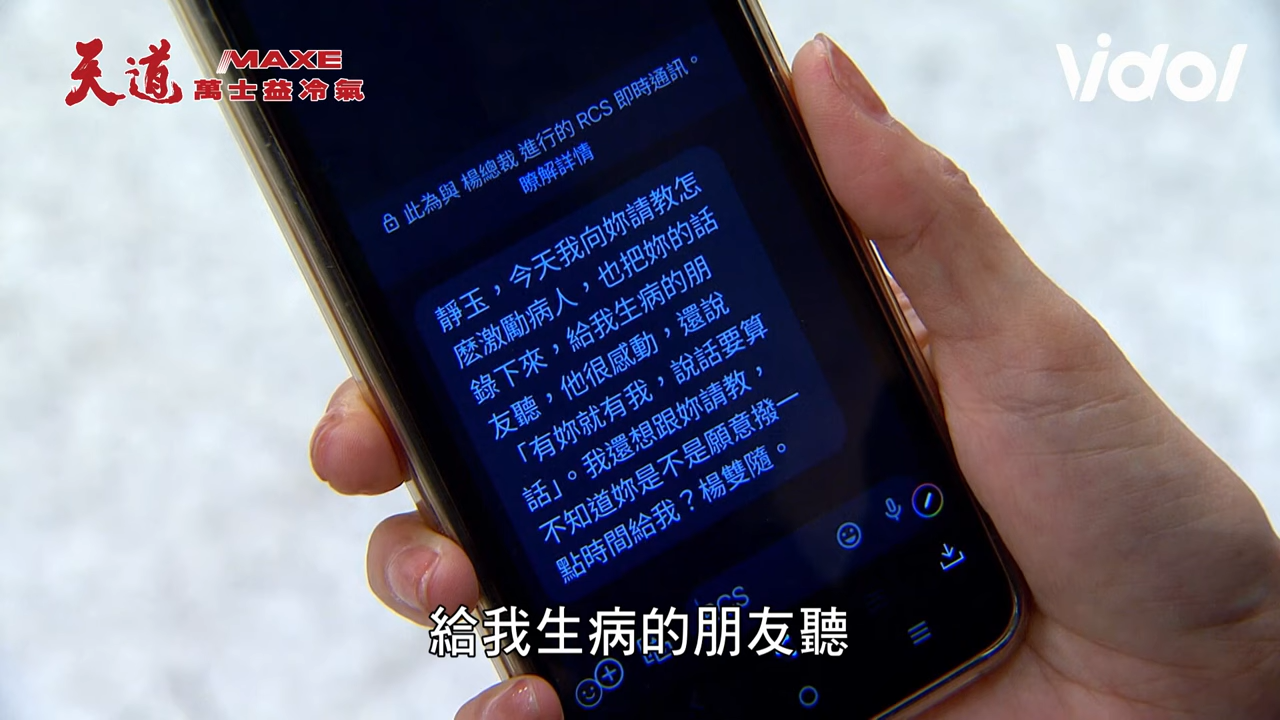 天道
MAXE
萬士益冷氣
Vidol
此為與 楊總裁 進行的 RCS 即時通訊。
瞭解詳情
靜玉，今天我向妳請教怎
麽激勵病人，也把妳的話
錄下來，給我生病的朋
友聽，他很感動，還說
「有妳就有我，說話要算
話」。我還想跟妳請教，
不知道妳是不是願意撥一
點時間給我？楊雙隨。
RCS
給我生病的朋友聽